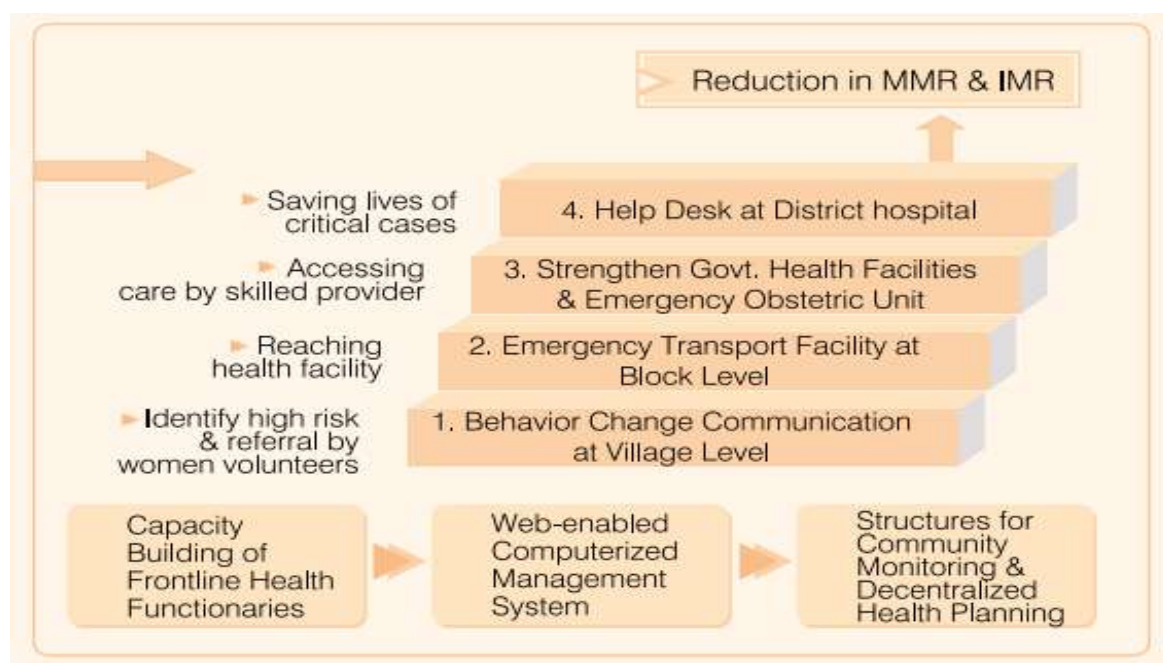 Reduction in MMR & IMR
Saving lives of
critical cases
4. Help Desk at District hospital
Accessing
care by skilled provider
3. Strengthen Govt. Health Facilities
& Emergency Obstetric Unit
Reaching
health facility
2. Emergency Transport Facility at
Block Level
Identify high risk
& referral by
women volunteers
1. Behavior Change Communication
at Village Level
Capacity
Building of
Frontline Health
Functionaries
Web-enabled
Computerized
Management
System
Structures for
Community
Monitoring &
Decentralized
Health Planning